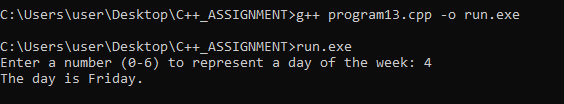 C:\Users\user\Desktop\C++_ASSIGNMENT>g++ program13.cpp -o run.exe
C:\Users\user\Desktop\C++_ASSIGNMENT>run.exe
Enter a number (0-6) to represent a day of the week: 4
The day is Friday.